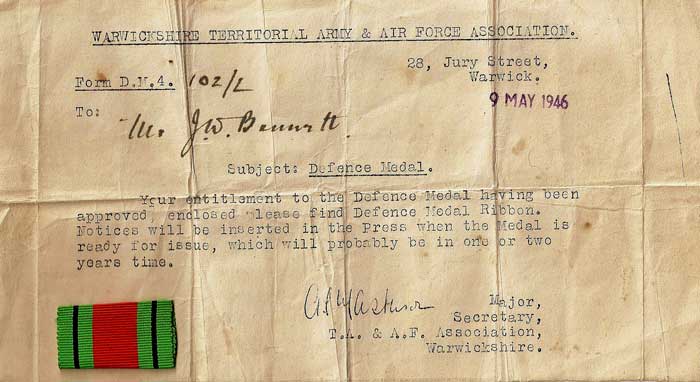 WARWICKSHIRE TERRITORIAL ARMY & AIR FORCE ASSOCIATION.
28, Jury Street,
Warwick.
Form D.M.4. 102/L
9 MAY 1946
To:
Mr. J.W. Bennett.
Subject: Defence Medal.
Your entitlement to the Defence Medal having been
approved, enclosed please find Defence Medal Ribbon.
Notices will be inserted in the Press when the Medal is
ready for issue, which will probably be in one or two
years time.
Major,
Secretary,
T.A. & A.F. Association,
Warwickshire.